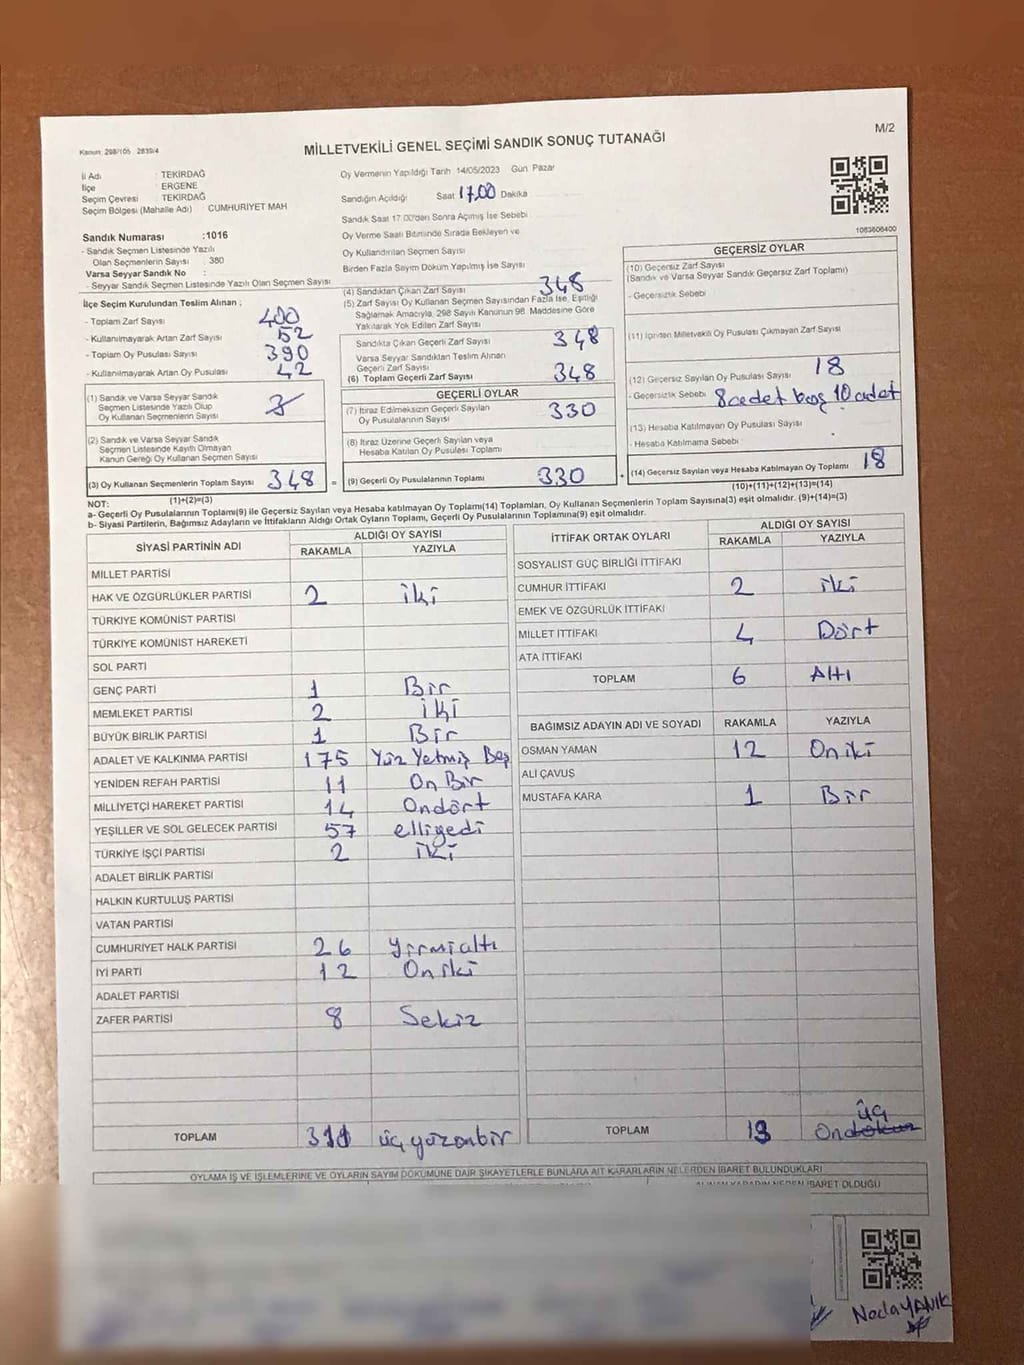 M/2
Kanun: 298/105 2839/4
MİLLETVEKİLİ GENEL SEÇİMİ SANDIK SONUÇ TUTANAĞI
İl Adı : TEKİRDAĞ
İlçe : ERGENE
Seçim Çevresi : TEKİRDAĞ
Seçim Bölgesi (Mahalle Adı) : CUMHURİYET MAH
Sandık Numarası :1016
- Sandık Seçmen Listesinde Yazılı
Olan Seçmenlerin Sayısı : 380
Varsa Seyyar Sandık No :
- Seyyar Sandık Seçmen Listesinde Yazılı Olan Seçmen Sayısı
Oy Vermenin Yapıldığı Tarih 14/05/2023 Gün Pazar
Sandığın Açıldığı Saat 17.00 Dakika
Sandık Saat 17:00'den Sonra Açımış İse Sebebi
Oy Verme Saati Bitiminde Sırada Bekleyen ve
Oy Kullandırılan Seçmen Sayısı
Birden Fazla Sayım Döküm Yapılmış İse Sayısı
1083606400
İlçe Seçim Kurulundan Teslim Alınan :
- Toplam Zarf Sayısı 400
- Kullanılmayarak Artan Zarf Sayısı 52
- Toplam Oy Pusulası Sayısı 390
- Kullanılmayarak Artan Oy Pusulası 42
(1) Sandık ve Varsa Seyyar Sandık
Seçmen Listesinde Yazılı Olup
Oy Kullanan Seçmenlerin Sayısı
(2) Sandık ve Varsa Seyyar Sandık
Seçmen Listesinde Kayıtlı Olmayan
Kanun Gereği Oy Kullanan Seçmen Sayısı
(3) Oy Kullanan Seçmenlerin Toplam Sayısı 348 =
(1)+(2)=(3)
(4) Sandıktan Çıkan Zarf Sayısı 348
(5) Zarf Sayısı Oy Kullanan Seçmen Sayısından Fazla İse, Eşitliği
Sağlamak Amacıyla, 298 Sayılı Kanunun 98. Maddesine Göre
Yakılarak Yok Edilen Zarf Sayısı
Sandıkta Çıkan Geçerli Zarf Sayısı 348
Varsa Seyyar Sandıktan Teslim Alınan
Geçerli Zarf Sayısı
(6) Toplam Geçerli Zarf Sayısı 348
GEÇERLİ OYLAR
(7) İtiraz Edilmeksizin Geçerli Sayılan
Oy Pusulalarının Sayısı 330
(8) İtiraz Üzerine Geçerli Sayılan veya
Hesaba Katılan Oy Pusulası Toplamı
(9) Geçerli Oy Pusulalarının Toplamı 330 +
GEÇERSİZ OYLAR
(10) Geçersiz Zarf Sayısı
(Sandık ve Varsa Seyyar Sandık Geçersiz Zarf Toplamı)
- Geçersizlik Sebebi
(11) İçinden Milletvekili Oy Pusulası Çıkmayan Zarf Sayısı
(12) Geçersiz Sayılan Oy Pusulası Sayısı 18
- Geçersizlik Sebebi 8 adet boş 10 adet
(13) Hesaba Katılmayan Oy Pusulası Sayısı
- Hesaba Katılmama Sebebi
(14) Geçersiz Sayılan veya Hesaba Katılmayan Oy Toplamı 18
(10)+(11)+(12)+(13)=(14)
NOT:
a- Geçerli Oy Pusulalarının Toplamı(9) ile Geçersiz Sayılan veya Hesaba katılmayan Oy Toplam(14) Toplamları, Oy Kullanan Seçmenlerin Toplam Sayısına(3) eşit olmalıdır. (9)+(14)=(3)
b- Siyasi Partilerin, Bağımsız Adayların ve İttifakların Aldığı Ortak Oyların Toplamı, Geçerli Oy Pusulalarının Toplamına(9) eşit olmalıdır.
SİYASİ PARTİNİN ADI ALDIĞI OY SAYISI
RAKAMLA YAZIYLA
MİLLET PARTİSİ
HAK VE ÖZGÜRLÜKLER PARTİSİ 2 iki
TÜRKİYE KOMÜNİST PARTİSİ
TÜRKİYE KOMÜNİST HAREKETİ
SOL PARTİ
GENÇ PARTİ 1 Bir
MEMLEKET PARTİSİ 2 iki
BÜYÜK BİRLİK PARTİSİ 1 Bir
ADALET VE KALKINMA PARTİSİ 175 Yüz Yetmiş Beş
YENİDEN REFAH PARTİSİ 11 On Bir
MİLLİYETÇİ HAREKET PARTİSİ 14 Ondört
YEŞİLLER VE SOL GELECEK PARTİSİ 57 elliyedi
TÜRKİYE İŞÇİ PARTİSİ 2 iki
ADALET BİRLİK PARTİSİ
HALKIN KURTULUŞ PARTİSİ
VATAN PARTİSİ
CUMHURİYET HALK PARTİSİ 26 yirmialtı
İYİ PARTİ 12 Oniki
ADALET PARTİSİ
ZAFER PARTİSİ 8 Sekiz
TOPLAM 311 üçyüzonbir
İTTİFAK ORTAK OYLARI ALDIĞI OY SAYISI
RAKAMLA YAZIYLA
SOSYALİST GÜÇ BİRLİĞİ İTTİFAKI
CUMHUR İTTİFAKI 2 iki
EMEK VE ÖZGÜRLÜK İTTİFAKI
MİLLET İTTİFAKI 4 Dört
ATA İTTİFAKI
TOPLAM 6 Altı
BAĞIMSIZ ADAYIN ADI VE SOYADI RAKAMLA YAZIYLA
OSMAN YAMAN 12 Oniki
ALİ ÇAVUŞ
MUSTAFA KARA 1 Bir
üç
TOPLAM 13 Ondokuz
OYLAMA İŞ VE İŞLEMLERİNE VE OYLARIN SAYIM DÖKÜMÜNE DAİR ŞİKAYETLERLE BUNLARA AİT KARARLARIN NELERDEN İBARET BULUNDUKLARI
ALINAN KARARIN NEDEN İBARET OLDUĞU
Neda YANIK